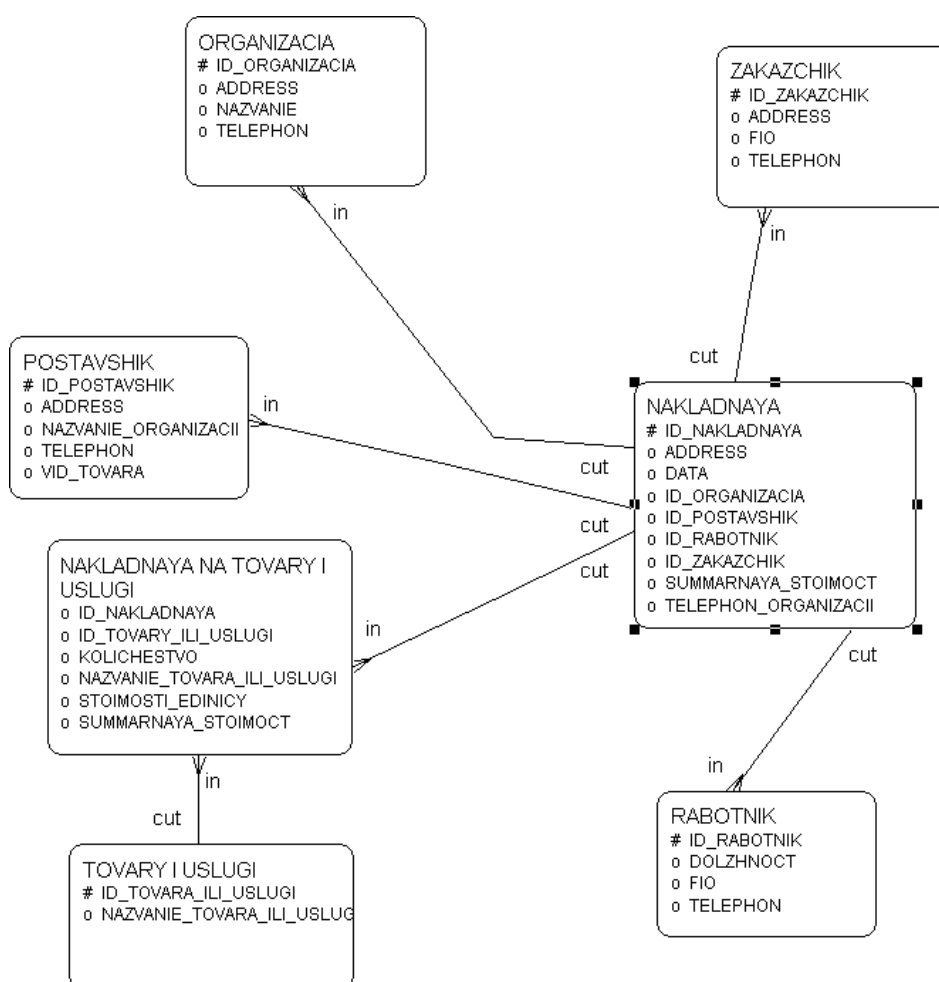 ORGANIZACIA
# ID_ORGANIZACIA
o ADDRESS
o NAZVANIE
o TELEPHON
in
ZAKAZCHIK
# ID_ZAKAZCHIK
o ADDRESS
o FIO
o TELEPHON
in
cut
POSTAVSHIK
# ID_POSTAVSHIK
o ADDRESS
o NAZVANIE_ORGANIZACII
o TELEPHON
o VID_TOVARA
in
cut
cut
cut
NAKLADNAYA
# ID_NAKLADNAYA
o ADDRESS
o DATA
o ID_ORGANIZACIA
o ID_POSTAVSHIK
o ID_RABOTNIK
o ID_ZAKAZCHIK
o SUMMARNAYA_STOIMOCT
o TELEPHON_ORGANIZACII
cut
NAKLADNAYA NA TOVARY I
USLUGI
o ID_NAKLADNAYA
o ID_TOVARY_ILI_USLUGI
o KOLICHESTVO
o NAZVANIE_TOVARA_ILI_USLUGI
o STOIMOSTI_EDINICY
o SUMMARNAYA_STOIMOCT
in
in
cut
TOVARY I USLUGI
# ID_TOVARA_ILI_USLUGI
o NAZVANIE_TOVARA_ILI_USLUG
in
RABOTNIK
# ID_RABOTNIK
o DOLZHNOCT
o FIO
o TELEPHON